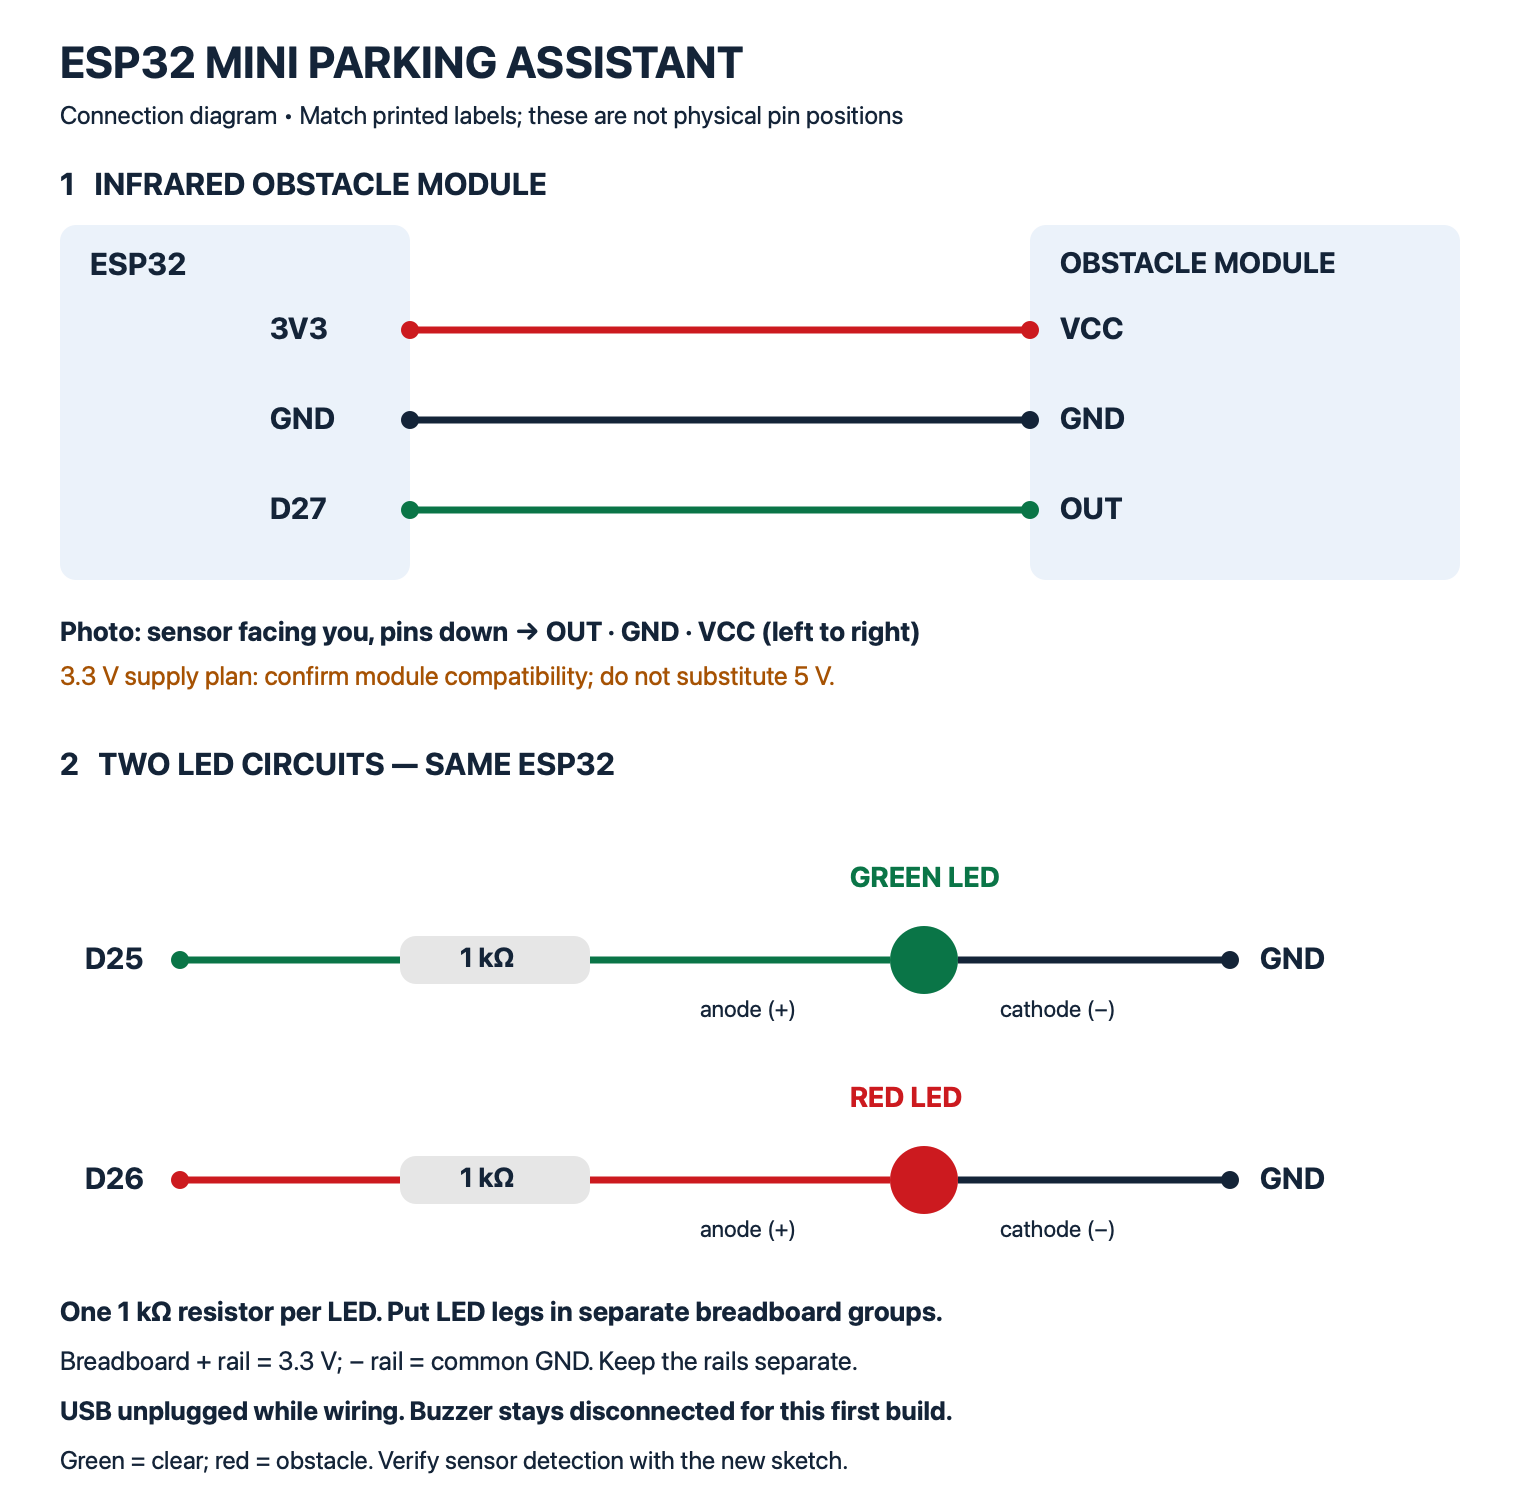 ESP32 MINI PARKING ASSISTANT
Connection diagram • Match printed labels; these are not physical pin positions
1 INFRARED OBSTACLE MODULE
ESP32
OBSTACLE MODULE
3V3
VCC
GND
GND
D27
OUT
Photo: sensor facing you, pins down → OUT · GND · VCC (left to right)
3.3 V supply plan: confirm module compatibility; do not substitute 5 V.
2 TWO LED CIRCUITS — SAME ESP32
GREEN LED
D25
1 kΩ
GND
anode (+)
cathode (–)
RED LED
D26
1 kΩ
GND
anode (+)
cathode (–)
One 1 kΩ resistor per LED. Put LED legs in separate breadboard groups.
Breadboard + rail = 3.3 V; – rail = common GND. Keep the rails separate.
USB unplugged while wiring. Buzzer stays disconnected for this first build.
Green = clear; red = obstacle. Verify sensor detection with the new sketch.